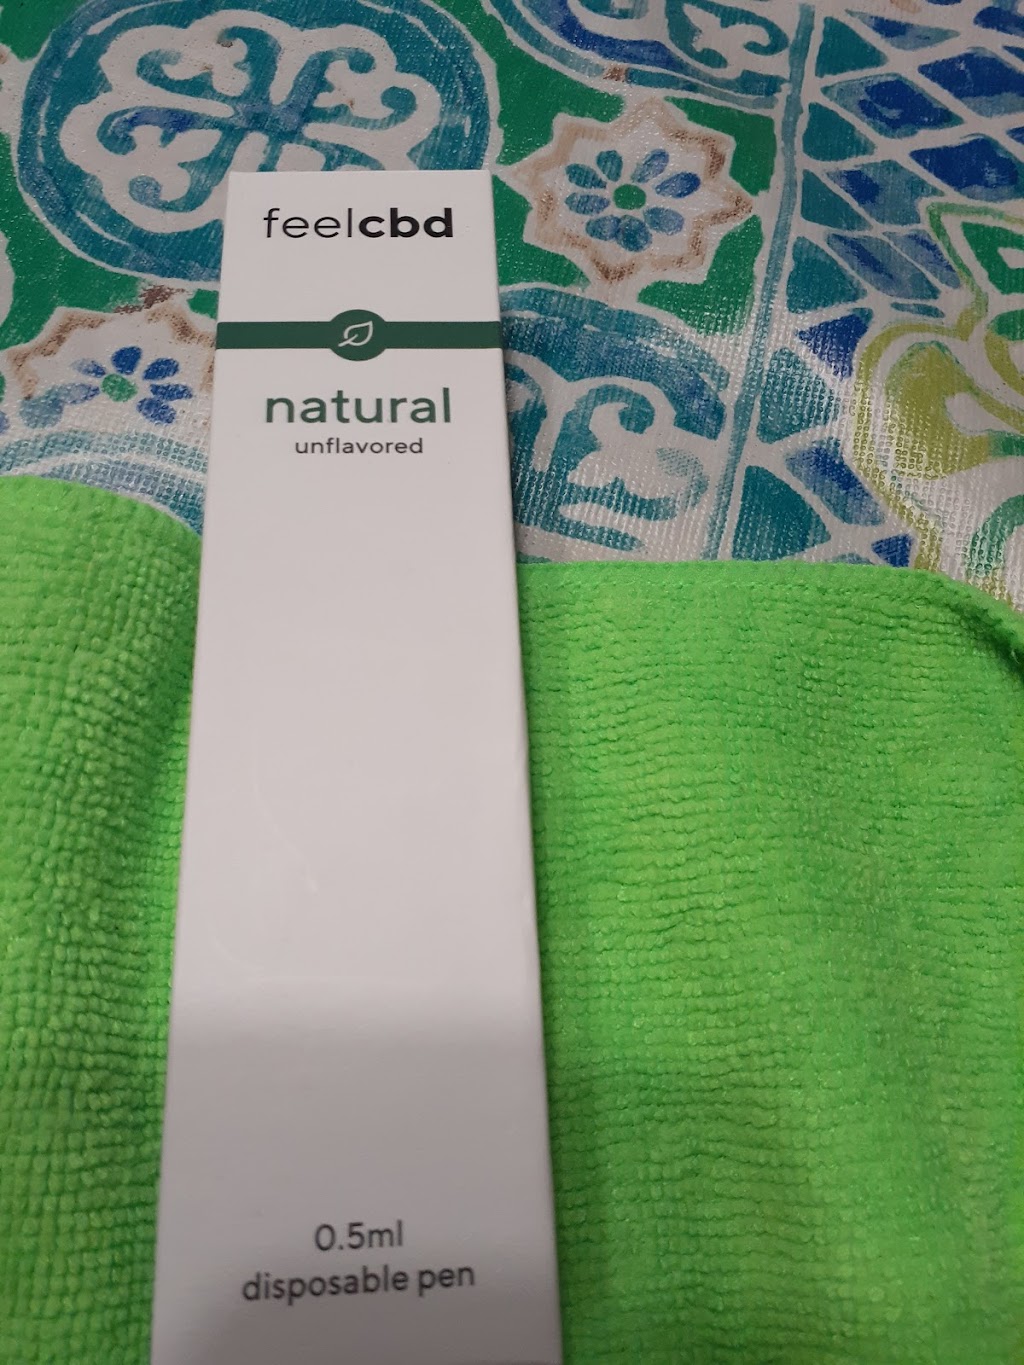 feelcbd
natural
unflavored
0.5ml
disposable pen